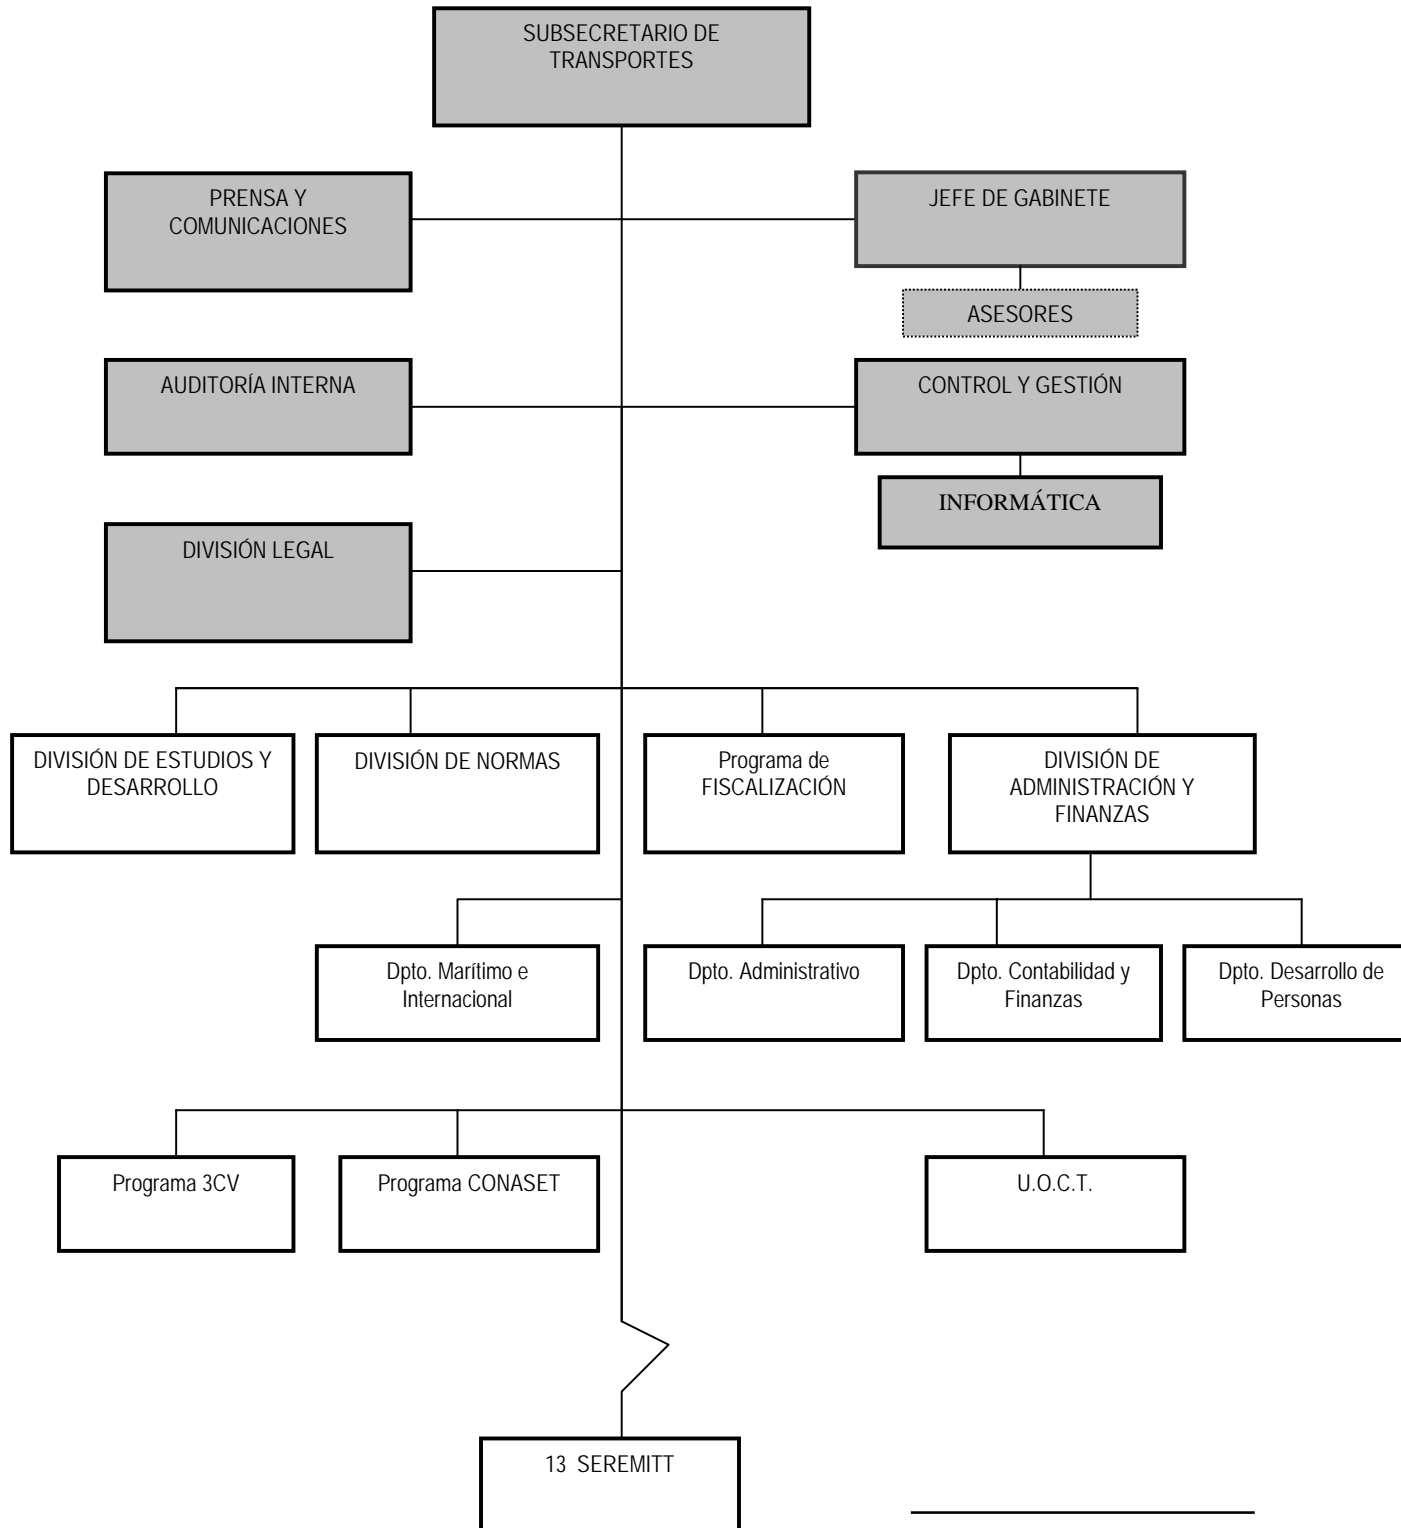 SUBSECRETARIO DE
TRANSPORTES
PRENSA Y
COMUNICACIONES
JEFE DE GABINETE
ASESORES
AUDITORÍA INTERNA
CONTROL Y GESTIÓN
INFORMÁTICA
DIVISIÓN LEGAL
DIVISIÓN DE ESTUDIOS Y
DESARROLLO
DIVISIÓN DE NORMAS
Programa de
FISCALIZACIÓN
DIVISIÓN DE
ADMINISTRACIÓN Y
FINANZAS
Dpto. Marítimo e
Internacional
Dpto. Administrativo
Dpto. Contabilidad y
Finanzas
Dpto. Desarrollo de
Personas
Programa 3CV
Programa CONASET
U.O.C.T.
13 SEREMITT